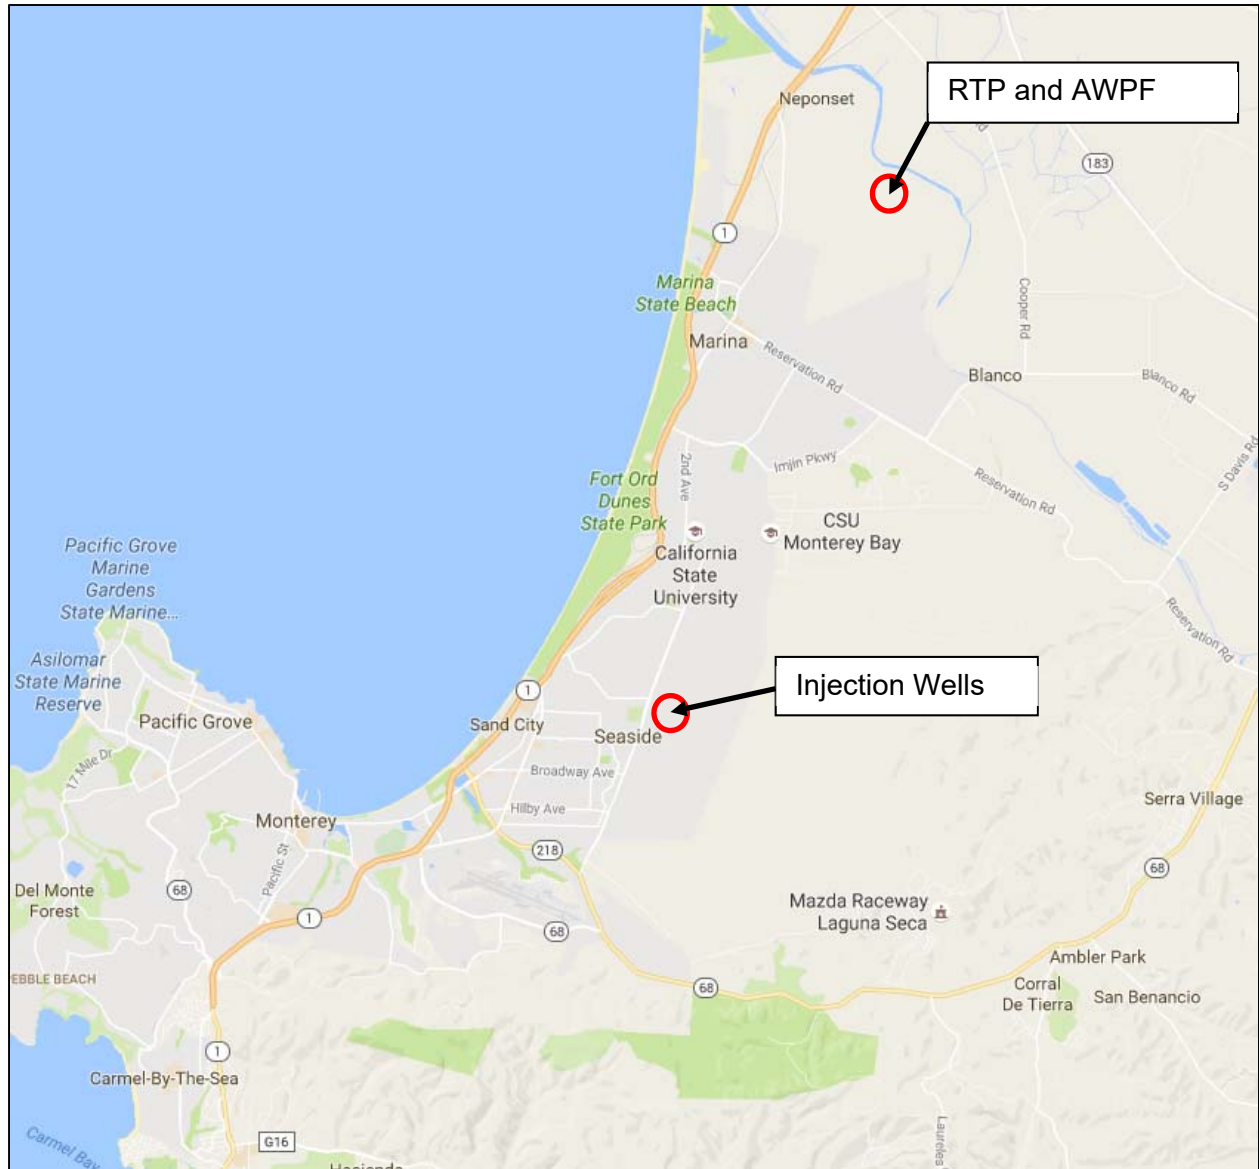 RTP and AWPF
Neponset
Rd
183
1
Marina
State Beach
Marina
Reservation Rd
Cooper Rd
Blanco
Blanco Rd
2nd Ave
Imjin Pkwy
S Davis Rd
Reservation Rd
Fort Ord
Dunes
State Park
CSU
Monterey Bay
California
State
University
Pacific Grove
Marine
Gardens
State Marine...
Reservation Rd
Asilomar
State Marine
Reserve
Injection Wells
1
Pacific Grove
Sand City
Seaside
17 Mile Dr
Broadway Ave
Hilby Ave
Serra Village
Monterey
Pacific St
218
68
68
Del Monte
Forest
Mazda Raceway
Laguna Seca
1
68
Ambler Park
EBBLE BEACH
68
Corral
De Tierra
San Benancio
1
Carmel-By-The-Sea
Laureles
Carmel Bay
G16
Hacienda